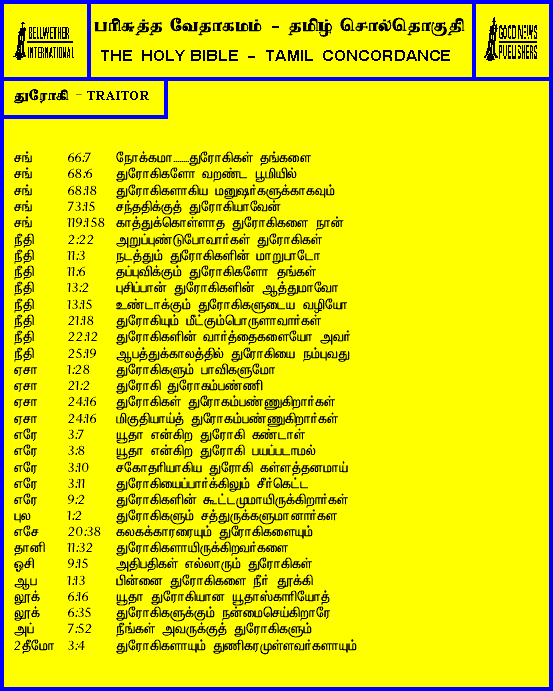 BELLWETHER
INTERNATIONAL
பரிசுத்த வேதாகமம் - தமிழ் சொல்தொகுதி
THE HOLY BIBLE - TAMIL CONCORDANCE
GOOD NEWS
PUBLISHERS
துரோகி - TRAITOR
சங் 66:7 நோக்கமா.......துரோகிகள் தங்களை
சங் 68:6 துரோகிகளோ வறண்ட பூமியில்
சங் 68:18 துரோகிகளாகிய மனுஷர்களுக்காகவும்
சங் 73:15 சந்ததிக்குத் துரோகியாவேன்
சங் 119:158 காத்துக்கொள்ளாத துரோகிகளை நான்
நீதி 2:22 அறுப்புண்டுபோவார்கள் துரோகிகள்
நீதி 11:3 நடத்தும் துரோகிகளின் மாறுபாடோ
நீதி 11:6 தப்புவிக்கும் துரோகிகளோ தங்கள்
நீதி 13:2 புசிப்பான் துரோகிகளின் ஆத்துமாவோ
நீதி 13:15 உண்டாக்கும் துரோகிகளுடைய வழியோ
நீதி 21:18 துரோகியும் மீட்கும்பொருளாவார்கள்
நீதி 22:12 துரோகிகளின் வார்த்தைகளையோ அவர்
நீதி 25:19 ஆபத்துக்காலத்தில் துரோகியை நம்புவது
ஏசா 1:28 துரோகிகளும் பாவிகளுமோ
ஏசா 21:2 துரோகி துரோகம்பண்ணி
ஏசா 24:16 துரோகிகள் துரோகம்பண்ணுகிறார்கள்
ஏசா 24:16 மிகுதியாய்த் துரோகம்பண்ணுகிறார்கள்
எரே 3:7 யூதா என்கிற துரோகி கண்டாள்
எரே 3:8 யூதா என்கிற துரோகி பயப்படாமல்
எரே 3:10 சகோதரியாகிய துரோகி கள்ளத்தனமாய்
எரே 3:11 துரோகியைப்பார்க்கிலும் சீர்கெட்ட
எரே 9:2 துரோகிகளின் கூட்டமுமாயிருக்கிறார்கள்
புல 1:2 துரோகிகளும் சத்துருக்களுமானார்கள
எசே 20:38 கலகக்காரரையும் துரோகிகளையும்
தானி 11:32 துரோகிகளாயிருக்கிறவர்களை
ஓசி 9:15 அதிபதிகள் எல்லாரும் துரோகிகள்
ஆப 1:13 பின்னை துரோகிகளை நீர் தூக்கி
லூக் 6:16 யூதா துரோகியான யூதாஸ்காரியோத்
லூக் 6:35 துரோகிகளுக்கும் நன்மைசெய்கிறாரே
அப் 7:52 நீங்கள் அவருக்குத் துரோகிகளும்
2தீமோ 3:4 துரோகிகளாயும் துணிகரமுள்ளவர்களாயும்